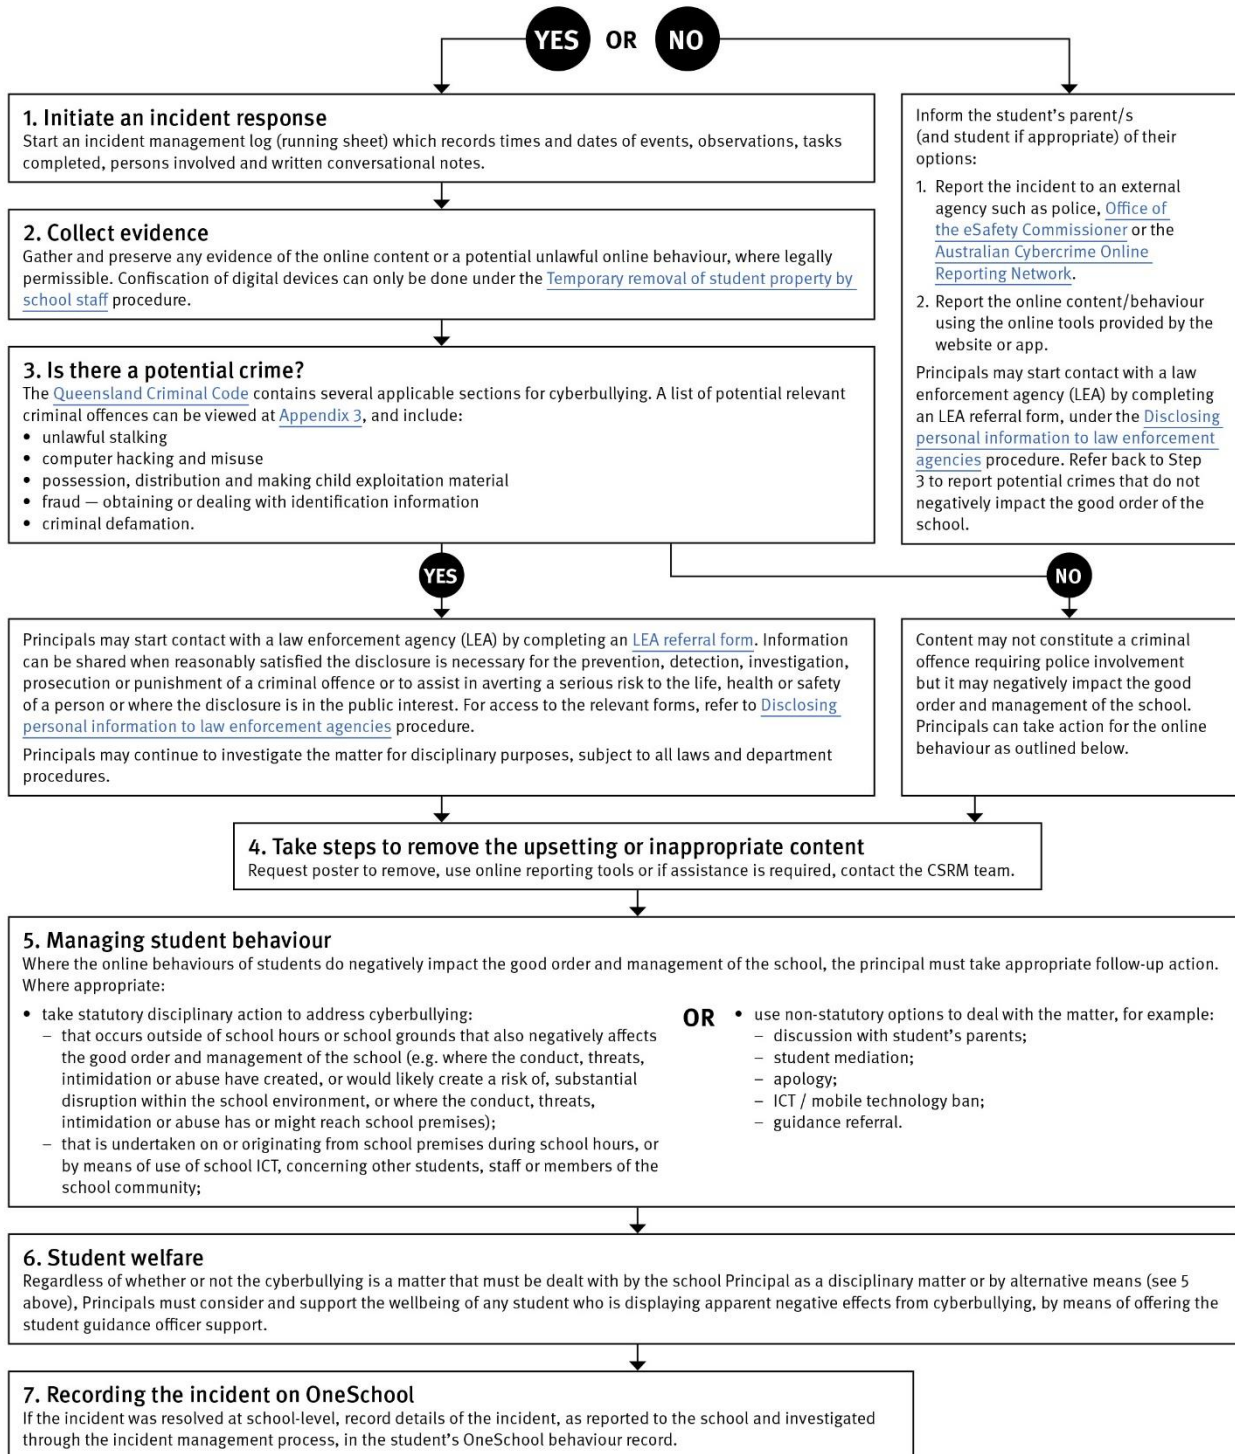 YES OR NO
1. Initiate an incident response
Start an incident management log (running sheet) which records times and dates of events, observations, tasks
completed, persons involved and written conversational notes.
2. Collect evidence
Gather and preserve any evidence of the online content or a potential unlawful online behaviour, where legally
permissible. Confiscation of digital devices can only be done under the Temporary removal of student property by
school staff procedure.
3. Is there a potential crime?
The Queensland Criminal Code contains several applicable sections for cyberbullying. A list of potential relevant
criminal offences can be viewed at Appendix 3, and include:
• unlawful stalking
• computer hacking and misuse
• possession, distribution and making child exploitation material
• fraud — obtaining or dealing with identification information
• criminal defamation.
Inform the student's parent/s
(and student if appropriate) of their
options:
1. Report the incident to an external
agency such as police, Office of
the eSafety Commissioner or the
Australian Cybercrime Online
Reporting Network.
2. Report the online content/behaviour
using the online tools provided by the
website or app.
Principals may start contact with a law
enforcement agency (LEA) by completing
an LEA referral form, under the Disclosing
personal information to law enforcement
agencies procedure. Refer back to Step
3 to report potential crimes that do not
negatively impact the good order of the
school.
YES
NO
Principals may start contact with a law enforcement agency (LEA) by completing an LEA referral form. Information
can be shared when reasonably satisfied the disclosure is necessary for the prevention, detection, investigation,
prosecution or punishment of a criminal offence or to assist in averting a serious risk to the life, health or safety
of a person or where the disclosure is in the public interest. For access to the relevant forms, refer to Disclosing
personal information to law enforcement agencies procedure.
Principals may continue to investigate the matter for disciplinary purposes, subject to all laws and department
procedures.
Content may not constitute a criminal
offence requiring police involvement
but it may negatively impact the good
order and management of the school.
Principals can take action for the online
behaviour as outlined below.
4. Take steps to remove the upsetting or inappropriate content
Request poster to remove, use online reporting tools or if assistance is required, contact the CSRM team.
5. Managing student behaviour
Where the online behaviours of students do negatively impact the good order and management of the school, the principal must take appropriate follow-up action.
Where appropriate:
• take statutory disciplinary action to address cyberbullying:
– that occurs outside of school hours or school grounds that also negatively affects
the good order and management of the school (e.g. where the conduct, threats,
intimidation or abuse have created, or would likely create a risk of, substantial
disruption within the school environment, or where the conduct, threats,
intimidation or abuse has or might reach school premises);
– that is undertaken on or originating from school premises during school hours, or
by means of use of school ICT, concerning other students, staff or members of the
school community;
OR
• use non-statutory options to deal with the matter, for example:
– discussion with student's parents;
– student mediation;
– apology;
– ICT / mobile technology ban;
– guidance referral.
6. Student welfare
Regardless of whether or not the cyberbullying is a matter that must be dealt with by the school Principal as a disciplinary matter or by alternative means (see 5
above), Principals must consider and support the wellbeing of any student who is displaying apparent negative effects from cyberbullying, by means of offering the
student guidance officer support.
7. Recording the incident on OneSchool
If the incident was resolved at school-level, record details of the incident, as reported to the school and investigated
through the incident management process, in the student's OneSchool behaviour record.